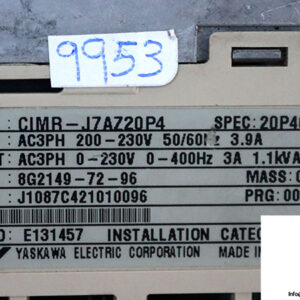 9953
: CIMR-J7AZ20P4 SPEC: 20P4
: AC3PH 200-230V 50/60Hz 3.9A
T : AC3PH 0-230V 0-400Hz 3A 1.1kVA
: 8G2149-72-96 MASS:
: J1087C421010096 PRG: 00
O : E131457 INSTALLATION CATEG
YASKAWA ELECTRIC CORPORATION MADE IN